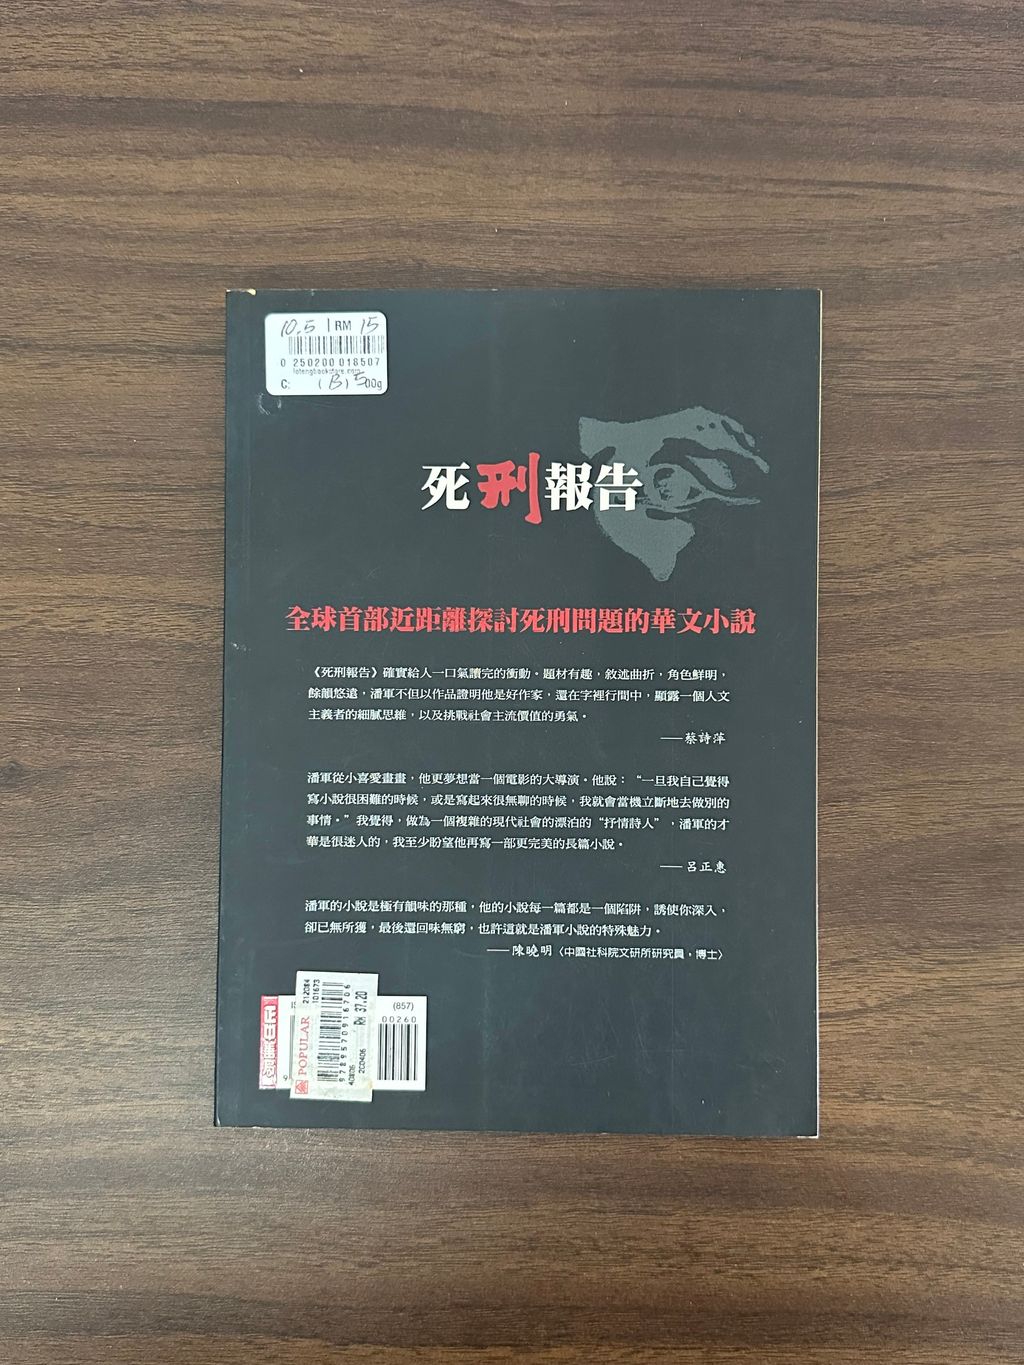 10.5 | RM 15
0 250200 018507
C: (B) 500g
死刑報告
全球首部近距離探討死刑問題的華文小說
《死刑報告》確實給人一口氣讀完的衝動。題材有趣，敘述曲折，角色鮮明，
餘韻悠遠，潘軍不但以作品證明他是好作家，還在字裡行間中，顯露一個人文
主義者的細膩思維，以及挑戰社會主流價值的勇氣。
——蔡詩萍
潘軍從小喜愛畫畫，他更夢想當一個電影的大導演。他說：“一旦我自己覺得
寫小說很困難的時候，或是寫起來很無聊的時候，我就會當機立斷地去做別的
事情。”我覺得，做為一個複雜的現代社會的漂泊的“抒情詩人”，潘軍的才
華是很迷人的，我至少盼望他再寫一部更完美的長篇小說。
——呂正惠
潘軍的小說是極有韻味的那種，他的小說每一篇都是一個陷阱，誘使你深入，
卻已無所獲，最後還回味無窮，也許這就是潘軍小說的特殊魅力。
——陳曉明〈中國社科院文研所研究員，博士〉
(857)
00260
POPULAR
212084
101673
9789570916706
RM 37.20
40806 200406